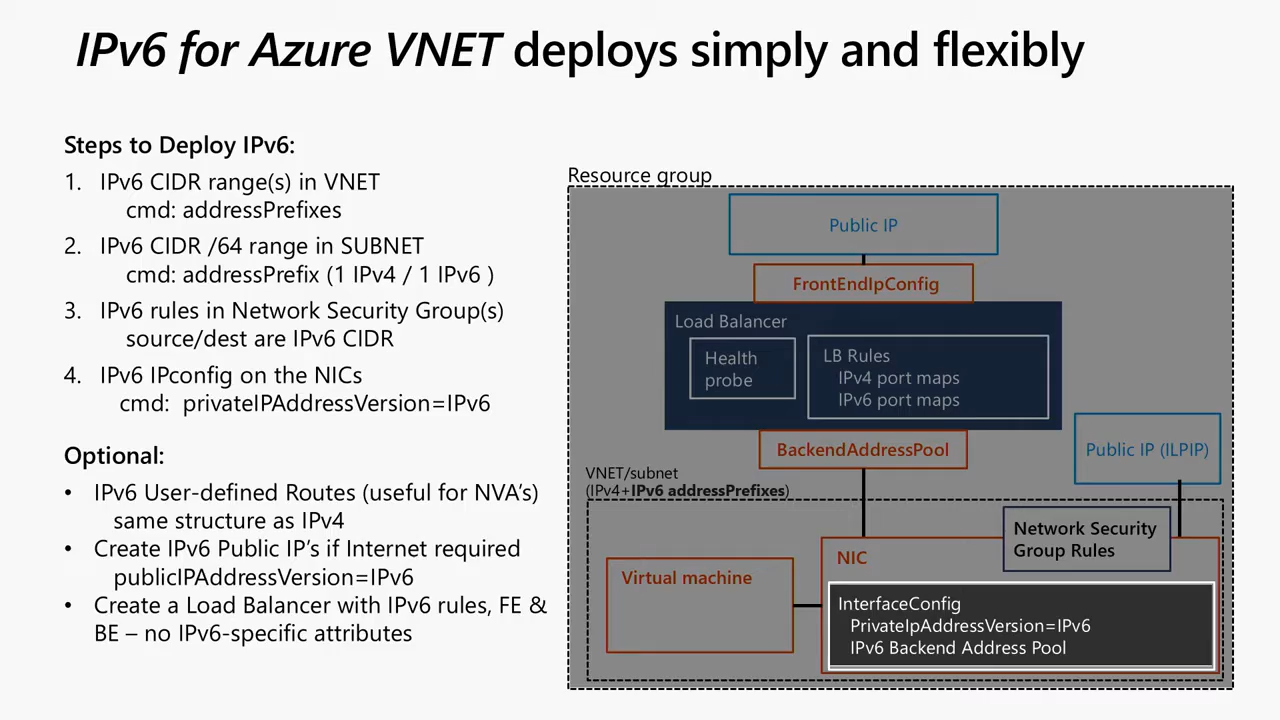 IPv6 for Azure VNET deploys simply and flexibly
Steps to Deploy IPv6:
1. IPv6 CIDR range(s) in VNET
cmd: addressPrefixes
2. IPv6 CIDR /64 range in SUBNET
cmd: addressPrefix (1 IPv4 / 1 IPv6 )
3. IPv6 rules in Network Security Group(s)
source/dest are IPv6 CIDR
4. IPv6 IPconfig on the NICs
cmd: privateIPAddressVersion=IPv6
Optional:
• IPv6 User-defined Routes (useful for NVA’s)
same structure as IPv4
• Create IPv6 Public IP’s if Internet required
publicIPAddressVersion=IPv6
• Create a Load Balancer with IPv6 rules, FE &
BE – no IPv6-specific attributes
Resource group
Public IP
FrontEndIpConfig
Load Balancer
Health
probe
LB Rules
IPv4 port maps
IPv6 port maps
BackendAddressPool
Public IP (ILPIP)
VNET/subnet
(IPv4+IPv6 addressPrefixes)
Network Security
Group Rules
NIC
Virtual machine
InterfaceConfig
PrivateIpAddressVersion=IPv6
IPv6 Backend Address Pool